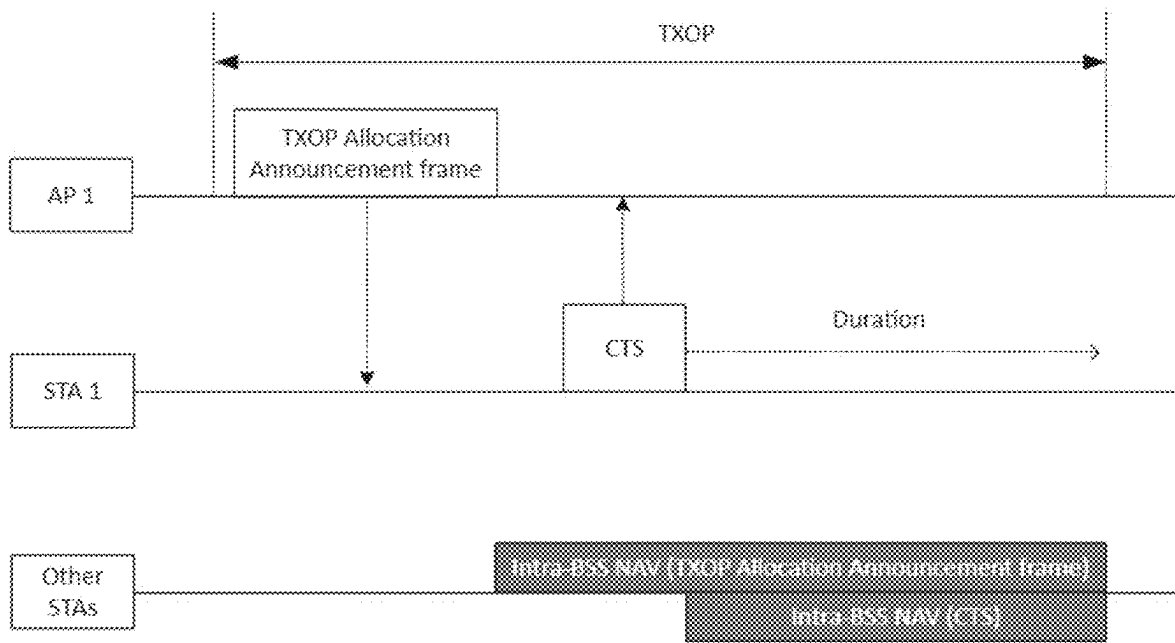 TXOP
TXOP Allocation
Announcement frame
AP 1
CTS
Duration
STA 1
Intra-BSS NAV (TXOP Allocation Announcement frame)
Other
STAs
Intra-BSS NAV (CTS)